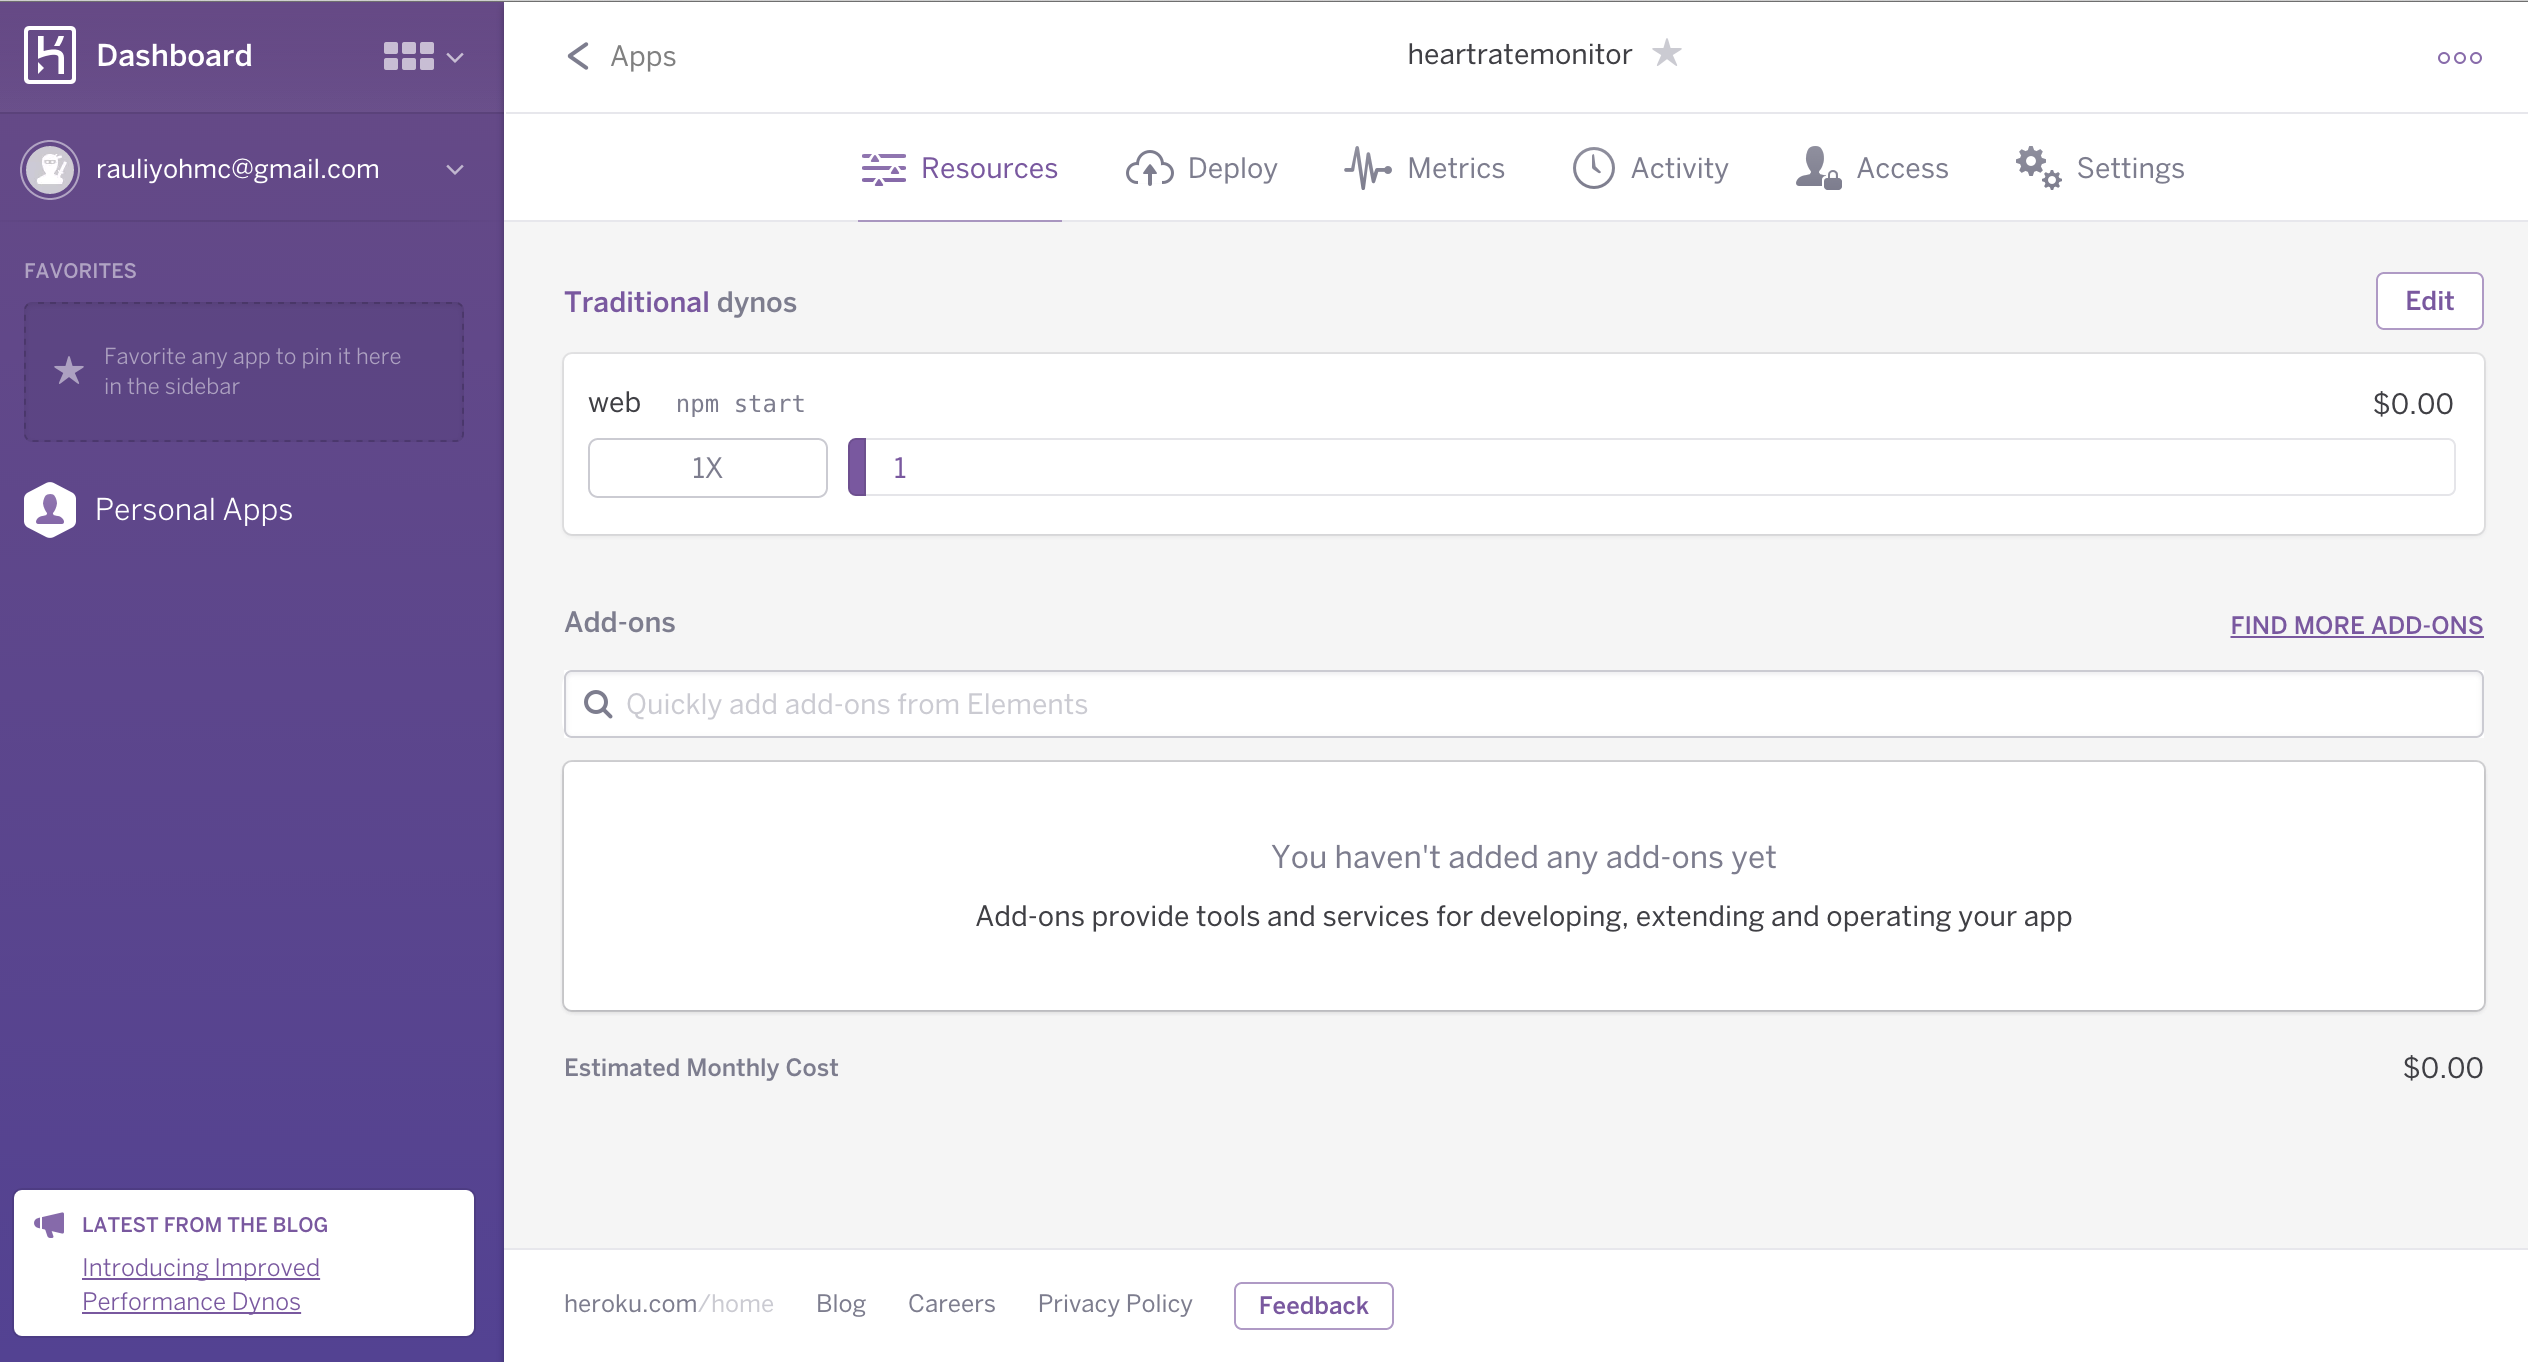 Dashboard
rauliyohmc@gmail.com
FAVORITES
Favorite any app to pin it here
in the sidebar
Personal Apps
LATEST FROM THE BLOG
Introducing Improved
Performance Dynos
Apps
heartratemonitor
Resources
Deploy
Metrics
Activity
Access
Settings
Traditional dynos
Edit
web npm start
$0.00
1X
1
Add-ons
FIND MORE ADD-ONS
Quickly add add-ons from Elements
You haven't added any add-ons yet
Add-ons provide tools and services for developing, extending and operating your app
Estimated Monthly Cost
$0.00
heroku.com/home
Blog
Careers
Privacy Policy
Feedback